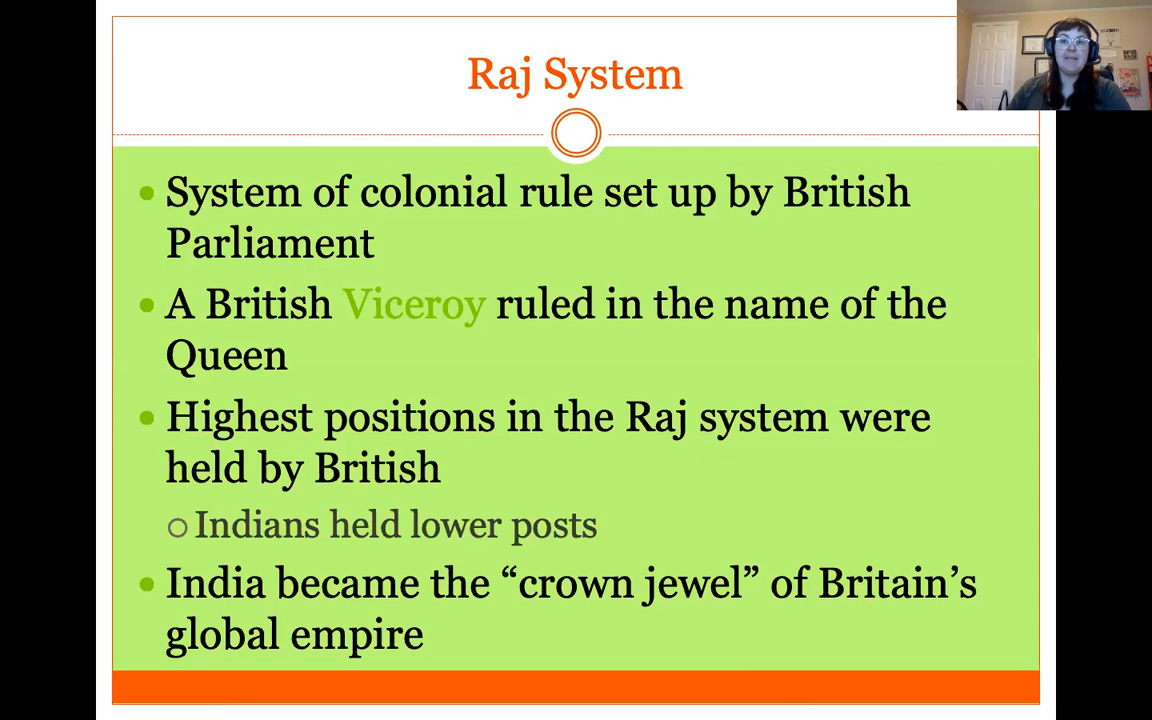 Raj System
• System of colonial rule set up by British
Parliament
• A British Viceroy ruled in the name of the
Queen
• Highest positions in the Raj system were
held by British
○ Indians held lower posts
• India became the “crown jewel” of Britain’s
global empire